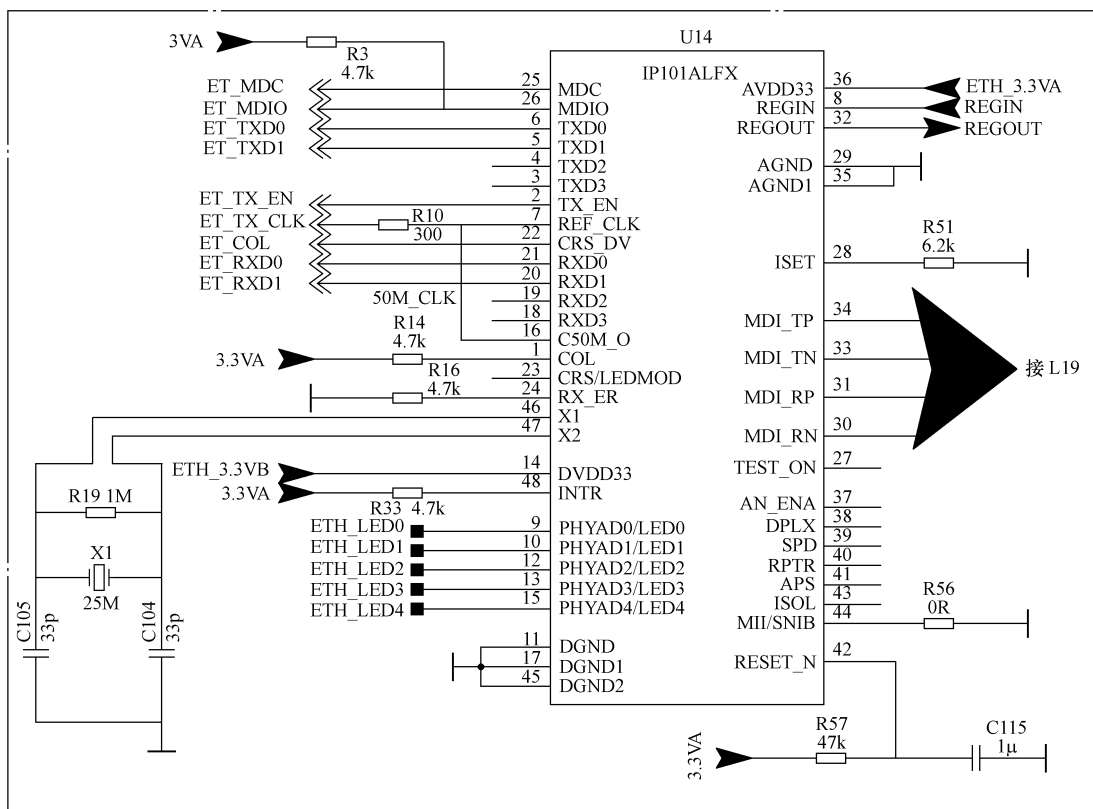 U14
IP101ALFX
3VA
R3
4.7k
ET_MDC
ET_MDIO
ET_TXD0
ET_TXD1
ET_TX_EN
ET_TX_CLK
R10
300
ET_COL
ET_RXD0
ET_RXD1
50M_CLK
R14
4.7k
3.3VA
R16
4.7k
ETH_3.3VB
3.3VA
R33 4.7k
ETH_LED0
ETH_LED1
ETH_LED2
ETH_LED3
ETH_LED4
R19 1M
X1
25M
C105
33p
C104
33p
25 MDC
26 MDIO
6 TXD0
5 TXD1
4 TXD2
3 TXD3
2 TX_EN
7 REF_CLK
22 CRS_DV
21 RXD0
20 RXD1
19 RXD2
18 RXD3
16 C50M_O
1 COL
23 CRS/LEDMOD
24 RX_ER
46 X1
47 X2
14 DVDD33
48 INTR
9 PHYAD0/LED0
10 PHYAD1/LED1
12 PHYAD2/LED2
13 PHYAD3/LED3
15 PHYAD4/LED4
11 DGND
17 DGND1
45 DGND2
AVDD33 36 ETH_3.3VA
REGIN 8 REGIN
REGOUT 32 REGOUT
AGND 29
AGND1 35
ISET 28
R51
6.2k
MDI_TP 34
MDI_TN 33
MDI_RP 31
MDI_RN 30
接 L19
TEST_ON 27
AN_ENA 37
DPLX 38
SPD 39
RPTR 40
APS 41
ISOL 43
MII/SNIB 44
R56
0R
RESET_N 42
3.3VA
R57
47k
C115
1μ